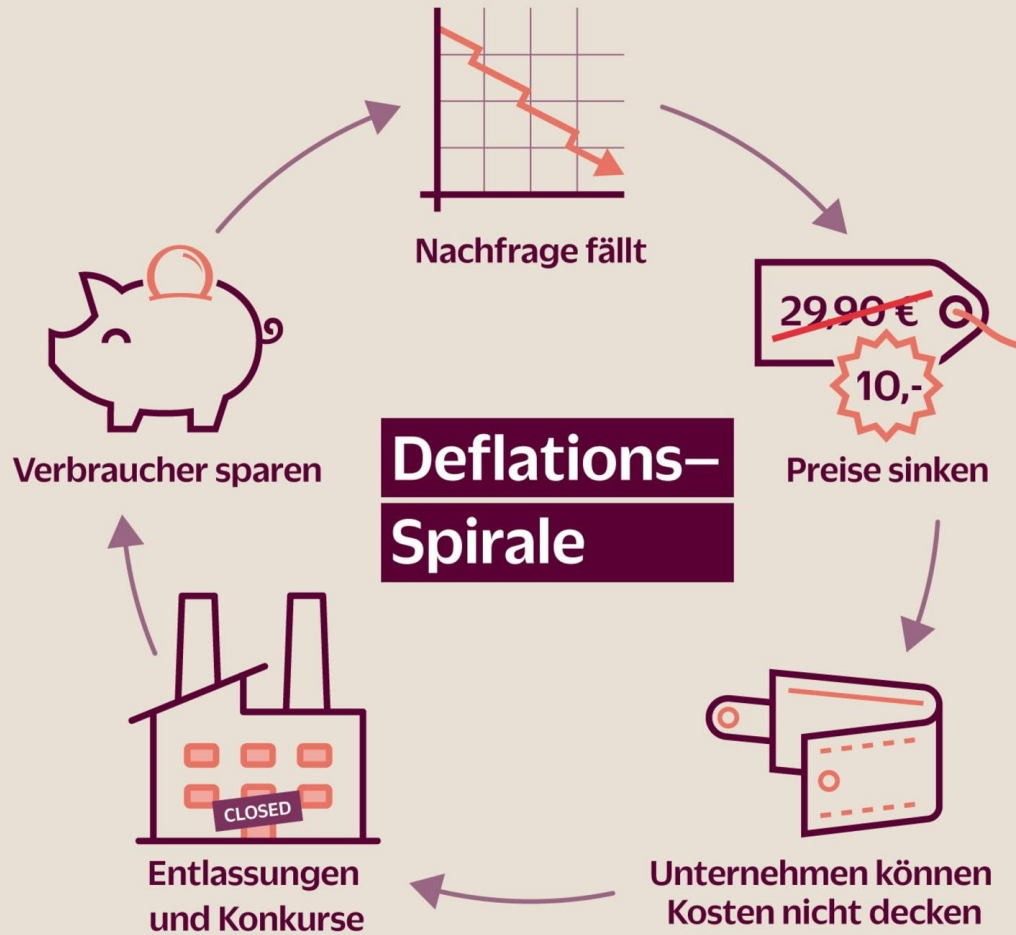 Nachfrage fällt
29,90 €
10,-
Preise sinken
Verbraucher sparen
Deflations–
Spirale
CLOSED
Entlassungen
und Konkurse
Unternehmen können
Kosten nicht decken